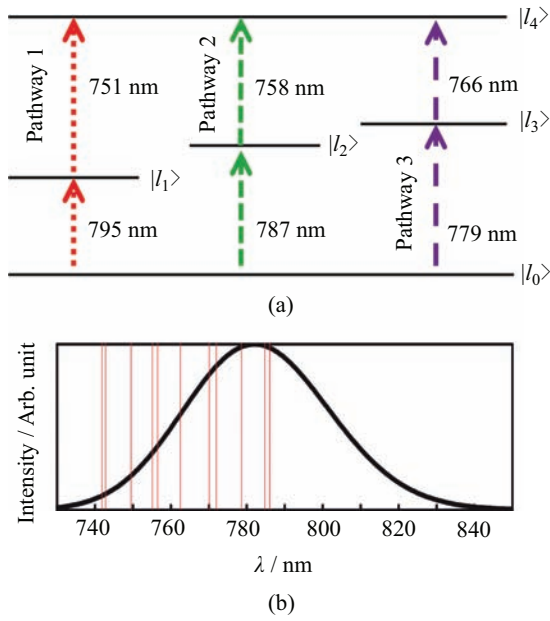 |l₄>
Pathway 1
751 nm
Pathway 2
758 nm
766 nm
|l₃>
|l₂>
|l₁>
Pathway 3
795 nm
787 nm
779 nm
|l₀>
(a)
Intensity / Arb. unit
740 760 780 800 820 840
λ / nm
(b)